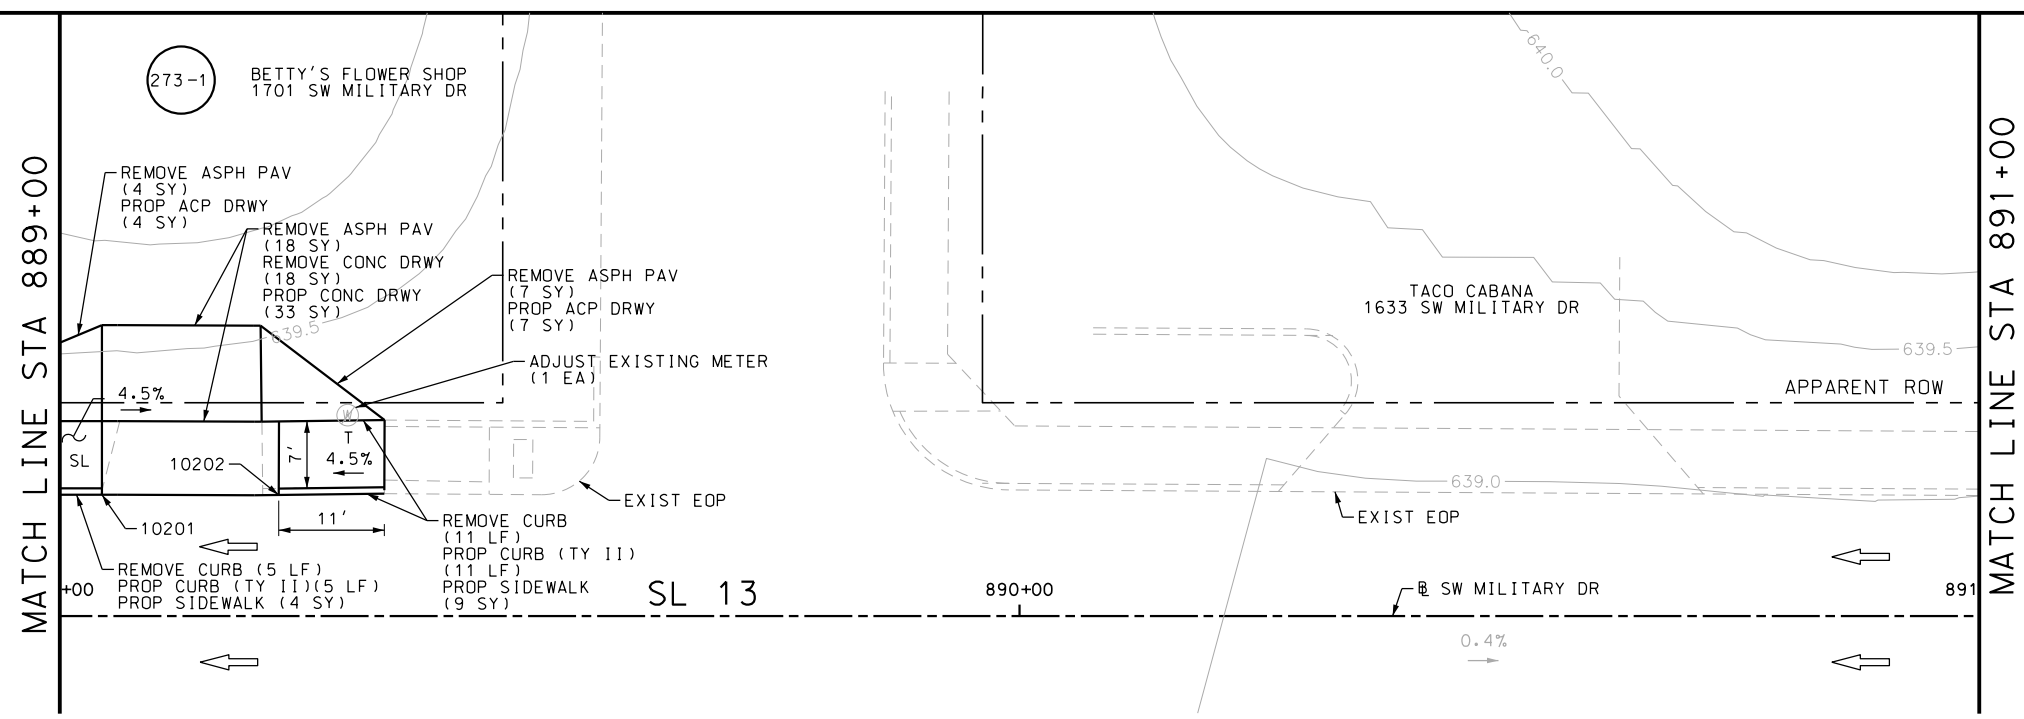 MATCH LINE STA 889+00
273-1
BETTY'S FLOWER SHOP
1701 SW MILITARY DR
REMOVE ASPH PAV
(4 SY)
PROP ACP DRWY
(4 SY)
REMOVE ASPH PAV
(18 SY)
REMOVE CONC DRWY
(18 SY)
PROP CONC DRWY
(33 SY)
639.5
REMOVE ASPH PAV
(7 SY)
PROP ACP DRWY
(7 SY)
ADJUST EXISTING METER
(1 EA)
4.5%
W
T
4.5%
7'
SL
10202
10201
11'
EXIST EOP
REMOVE CURB
(11 LF)
PROP CURB (TY II)
(11 LF)
PROP SIDEWALK
(9 SY)
REMOVE CURB (5 LF)
PROP CURB (TY II)(5 LF)
PROP SIDEWALK (4 SY)
+00
SL 13
890+00
640.0
TACO CABANA
1633 SW MILITARY DR
639.5
APPARENT ROW
639.0
EXIST EOP
BL SW MILITARY DR
891
0.4%
MATCH LINE STA 891+00